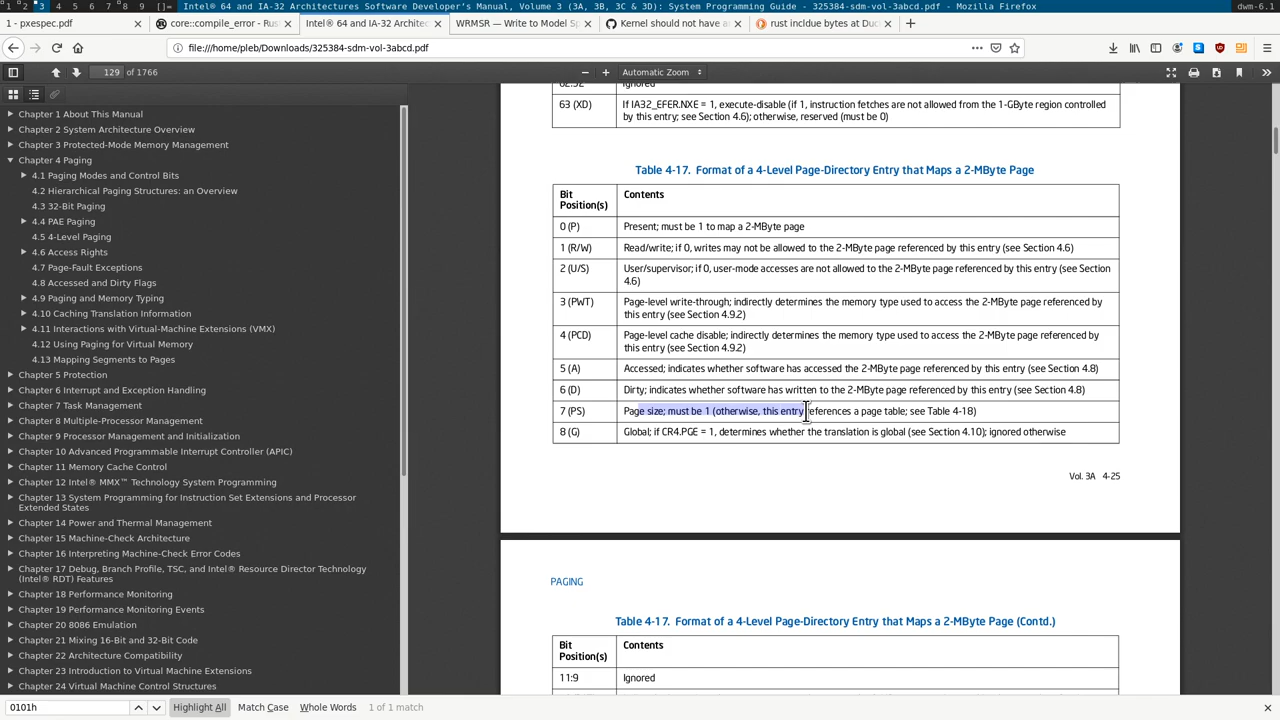 0 1 2 3 4 5 6 7 8 9 []= Intel® 64 and IA-32 Architectures Software Developer's Manual, Volume 3 (3A, 3B, 3C & 3D): System Programming Guide - 325384-sdm-vol-3abcd.pdf - Mozilla Firefox dwm-6.1
1 - pxespec.pdf
core::compile_error - Rus
Intel® 64 and IA-32 Architec
WRMSR — Write to Model Sp
Kernel should not have a
rust incldue bytes at Duc
file:///home/pleb/Downloads/325384-sdm-vol-3abcd.pdf
129 of 1766
Automatic Zoom
Chapter 1 About This Manual
Chapter 2 System Architecture Overview
Chapter 3 Protected-Mode Memory Management
Chapter 4 Paging
4.1 Paging Modes and Control Bits
4.2 Hierarchical Paging Structures: an Overview
4.3 32-Bit Paging
4.4 PAE Paging
4.5 4-Level Paging
4.6 Access Rights
4.7 Page-Fault Exceptions
4.8 Accessed and Dirty Flags
4.9 Paging and Memory Typing
4.10 Caching Translation Information
4.11 Interactions with Virtual-Machine Extensions (VMX)
4.12 Using Paging for Virtual Memory
4.13 Mapping Segments to Pages
Chapter 5 Protection
Chapter 6 Interrupt and Exception Handling
Chapter 7 Task Management
Chapter 8 Multiple-Processor Management
Chapter 9 Processor Management and Initialization
Chapter 10 Advanced Programmable Interrupt Controller (APIC)
Chapter 11 Memory Cache Control
Chapter 12 Intel® MMX™ Technology System Programming
Chapter 13 System Programming for Instruction Set Extensions and Processor
Extended States
Chapter 14 Power and Thermal Management
Chapter 15 Machine-Check Architecture
Chapter 16 Interpreting Machine-Check Error Codes
Chapter 17 Debug, Branch Profile, TSC, and Intel® Resource Director Technology
(Intel® RDT) Features
Chapter 18 Performance Monitoring
Chapter 19 Performance Monitoring Events
Chapter 20 8086 Emulation
Chapter 21 Mixing 16-Bit and 32-Bit Code
Chapter 22 Architecture Compatibility
Chapter 23 Introduction to Virtual Machine Extensions
Chapter 24 Virtual Machine Control Structures
62:52 Ignored
63 (XD) If IA32_EFER.NXE = 1, execute-disable (if 1, instruction fetches are not allowed from the 1-GByte region controlled
by this entry; see Section 4.6); otherwise, reserved (must be 0)
Table 4-17. Format of a 4-Level Page-Directory Entry that Maps a 2-MByte Page
Bit Contents
Position(s)
0 (P) Present; must be 1 to map a 2-MByte page
1 (R/W) Read/write; if 0, writes may not be allowed to the 2-MByte page referenced by this entry (see Section 4.6)
2 (U/S) User/supervisor; if 0, user-mode accesses are not allowed to the 2-MByte page referenced by this entry (see Section
4.6)
3 (PWT) Page-level write-through; indirectly determines the memory type used to access the 2-MByte page referenced by
this entry (see Section 4.9.2)
4 (PCD) Page-level cache disable; indirectly determines the memory type used to access the 2-MByte page referenced by
this entry (see Section 4.9.2)
5 (A) Accessed; indicates whether software has accessed the 2-MByte page referenced by this entry (see Section 4.8)
6 (D) Dirty; indicates whether software has written to the 2-MByte page referenced by this entry (see Section 4.8)
7 (PS) Page size; must be 1 (otherwise, this entry references a page table; see Table 4-18)
8 (G) Global; if CR4.PGE = 1, determines whether the translation is global (see Section 4.10); ignored otherwise
Vol. 3A 4-25
PAGING
Table 4-17. Format of a 4-Level Page-Directory Entry that Maps a 2-MByte Page (Contd.)
Bit Contents
Position(s)
11:9 Ignored
0101h
Highlight All Match Case Whole Words 1 of 1 match